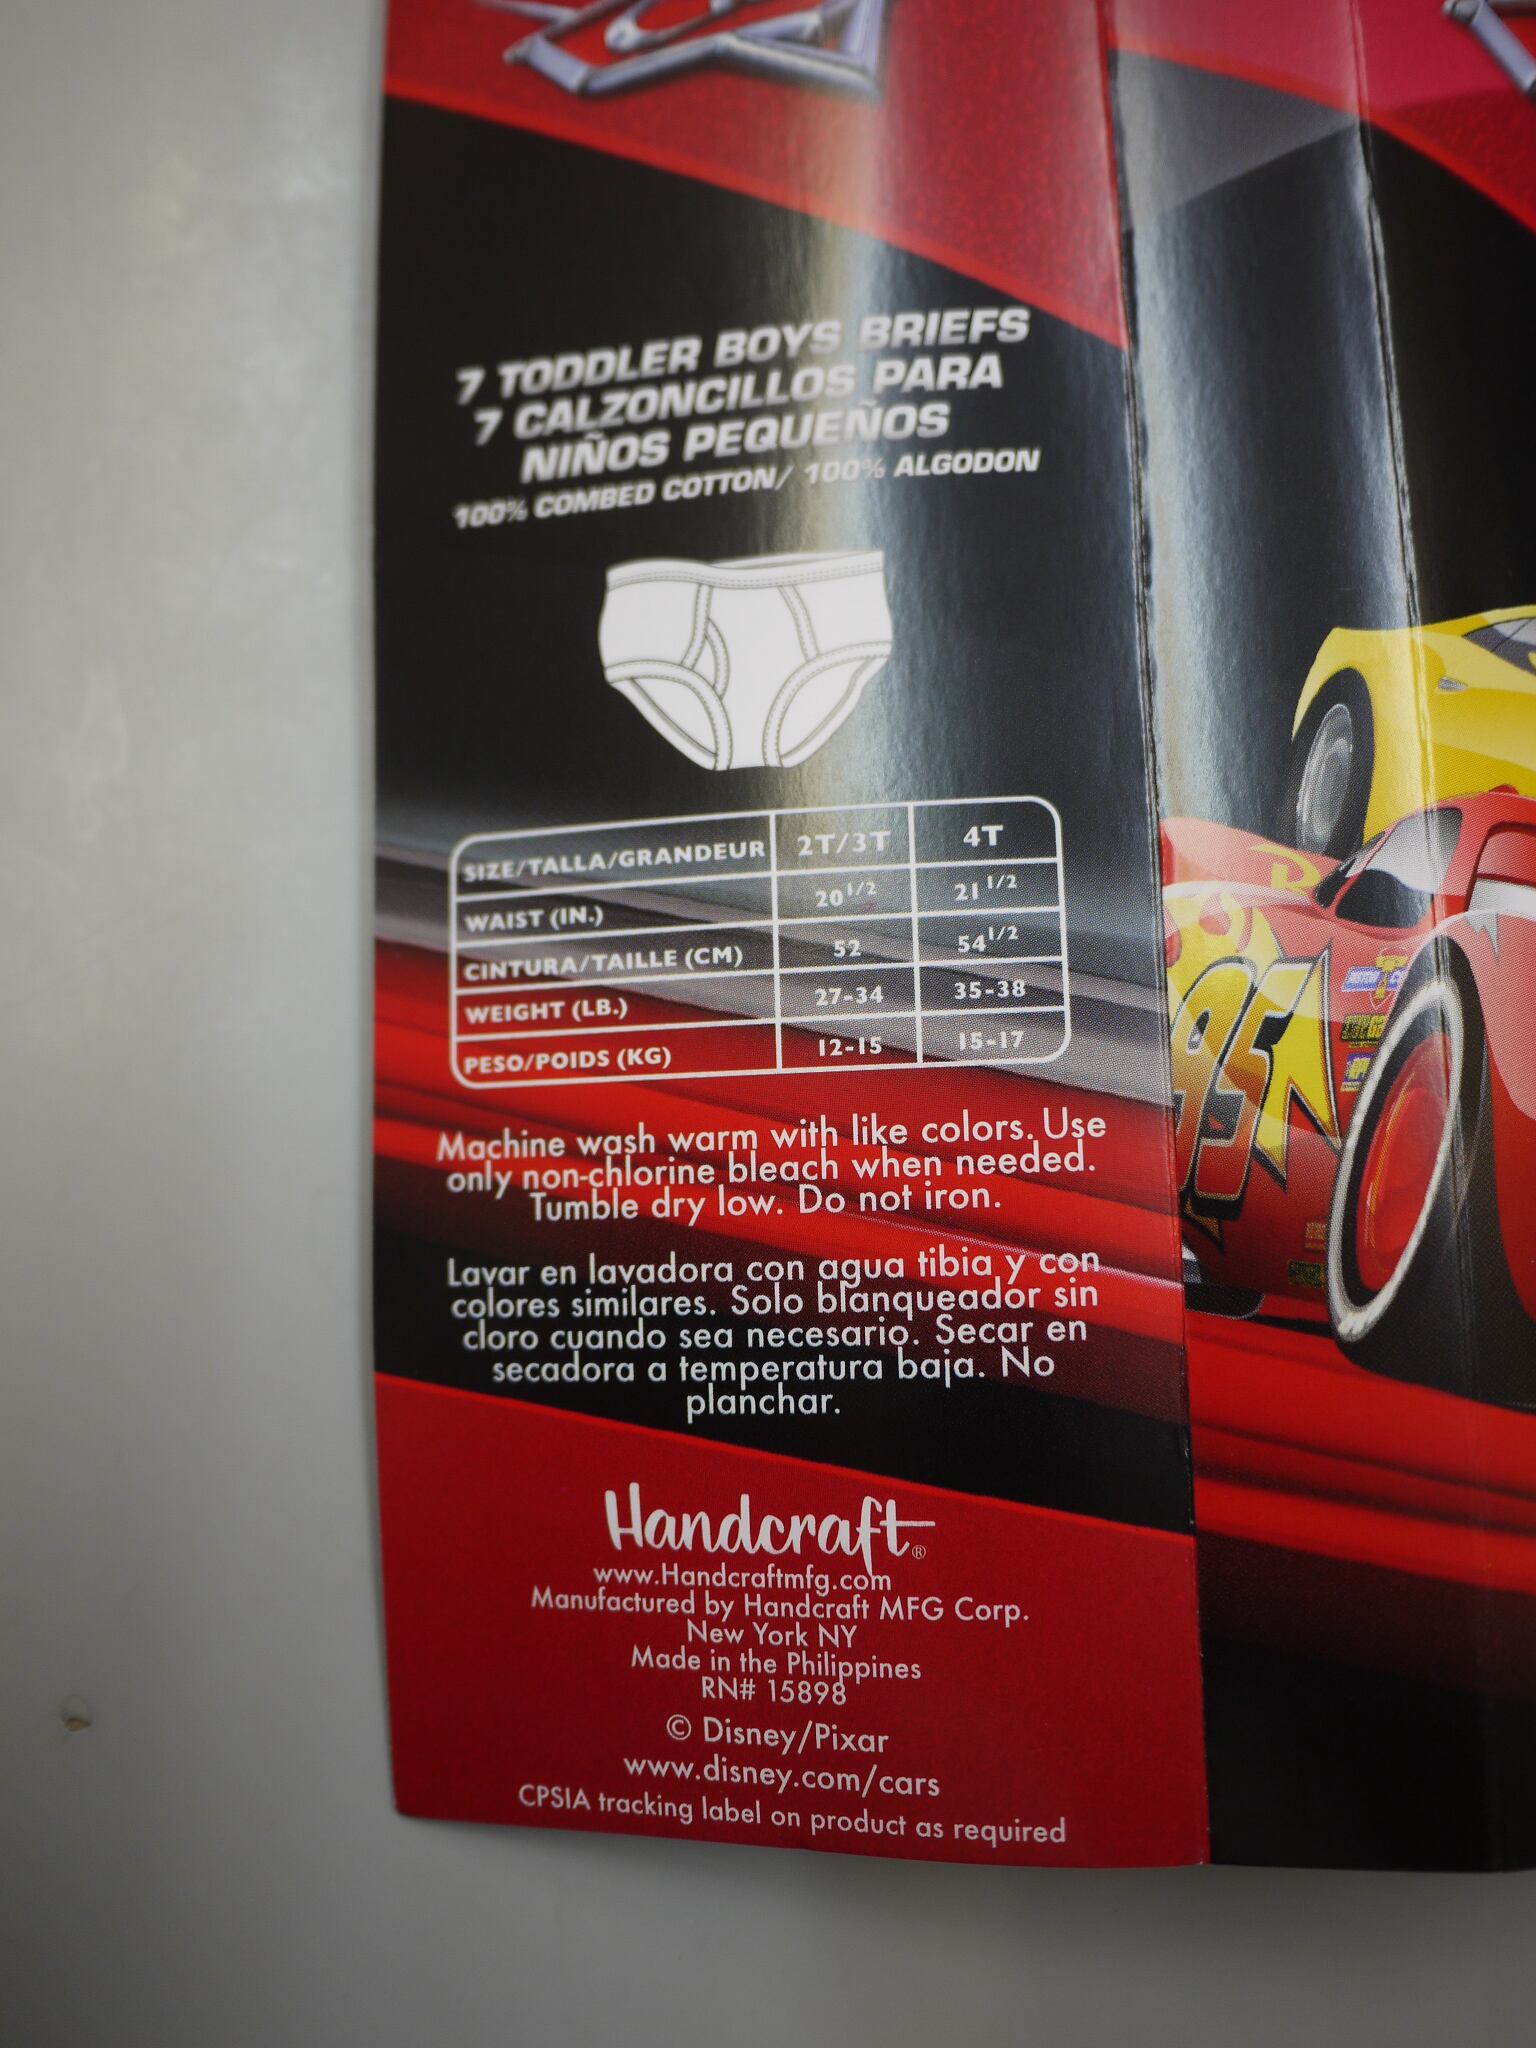 7 TODDLER BOYS BRIEFS
7 CALZONCILLOS PARA
NIÑOS PEQUEÑOS
100% COMBED COTTON/ 100% ALGODON
SIZE/TALLA/GRANDEUR 2T/3T 4T
WAIST (IN.) 20 1/2 21 1/2
CINTURA/TAILLE (CM) 52 54 1/2
WEIGHT (LB.) 27-34 35-38
PESO/POIDS (KG) 12-15 15-17
Machine wash warm with like colors. Use
only non-chlorine bleach when needed.
Tumble dry low. Do not iron.
Lavar en lavadora con agua tibia y con
colores similares. Solo blanqueador sin
cloro cuando sea necesario. Secar en
secadora a temperatura baja. No
planchar.
Handcraft®
www.Handcraftmfg.com
Manufactured by Handcraft MFG Corp.
New York NY
Made in the Philippines
RN# 15898
© Disney/Pixar
www.disney.com/cars
CPSIA tracking label on product as required
95